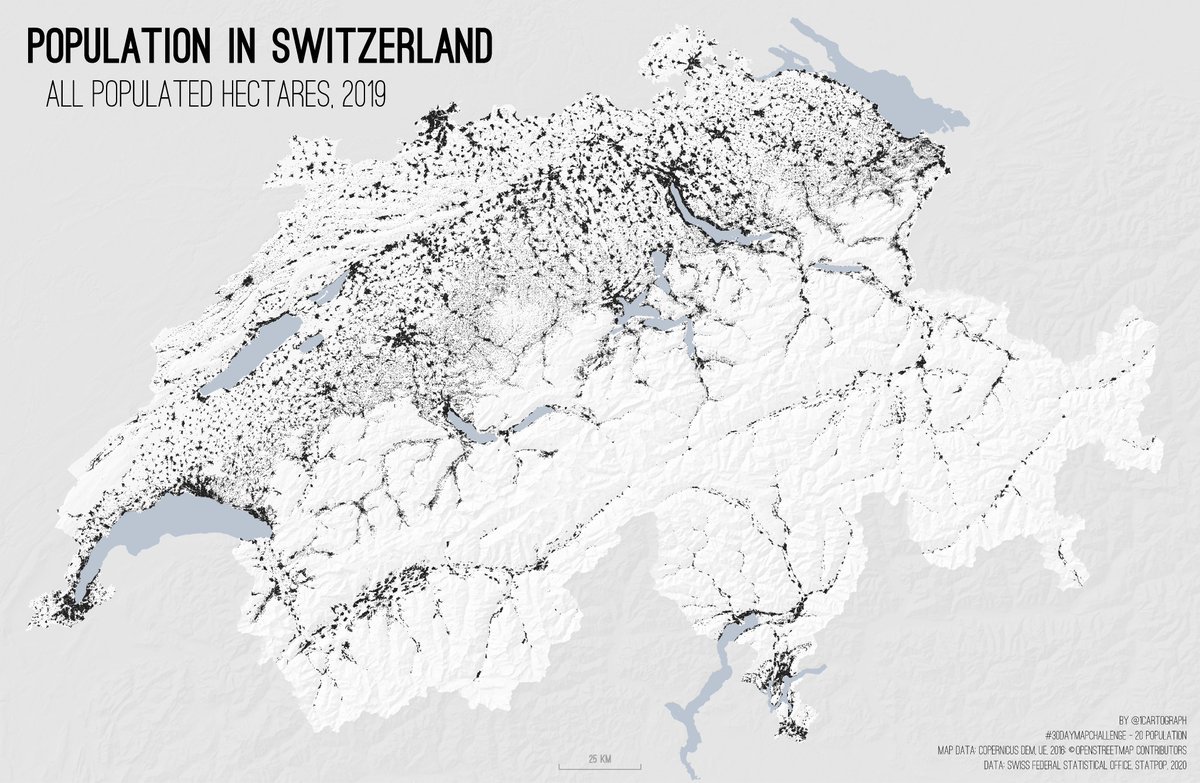 POPULATION IN SWITZERLAND
ALL POPULATED HECTARES, 2019
25 KM
BY @1CARTOGRAPH
#30DAYMAPCHALLENGE - 20 POPULATION
MAP DATA: COPERNICUS DEM, UE, 2016; ©OPENSTREETMAP CONTRIBUTORS
DATA: SWISS FEDERAL STATISTICAL OFFICE, STATPOP, 2020